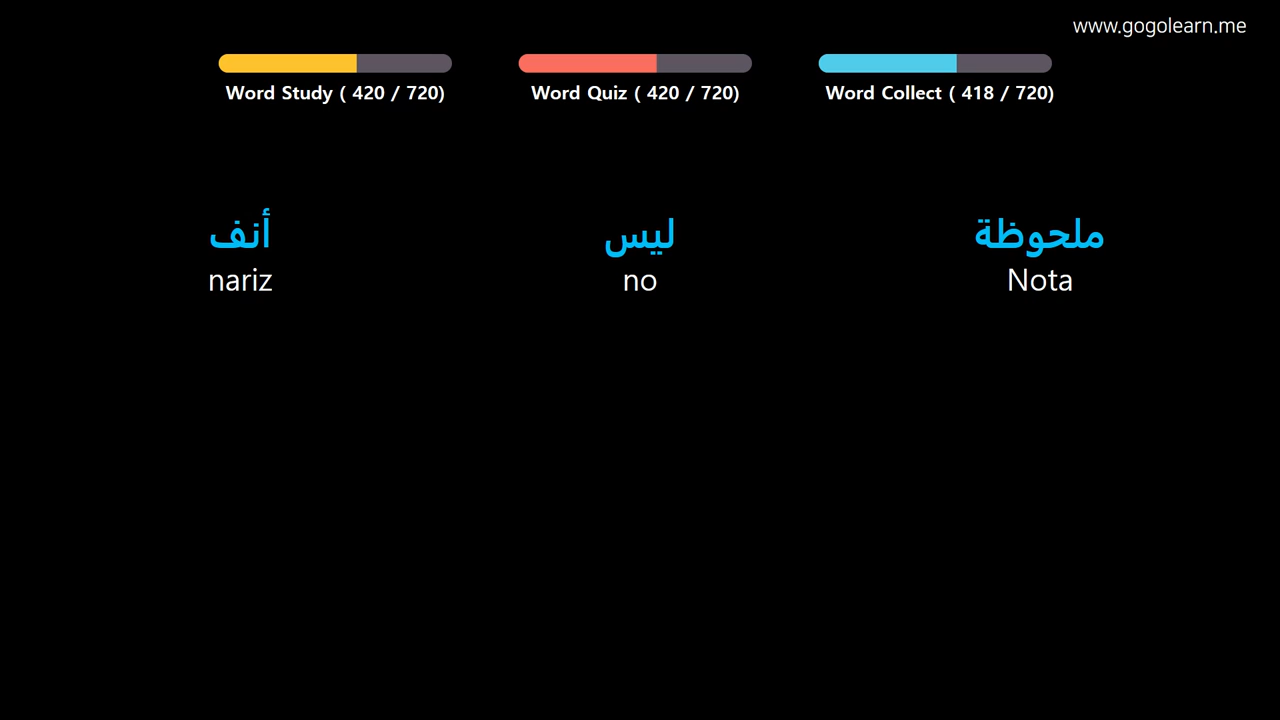 www.gogolearn.me
Word Study ( 420 / 720)
Word Quiz ( 420 / 720)
Word Collect ( 418 / 720)
أنف
nariz
ليس
no
ملحوظة
Nota